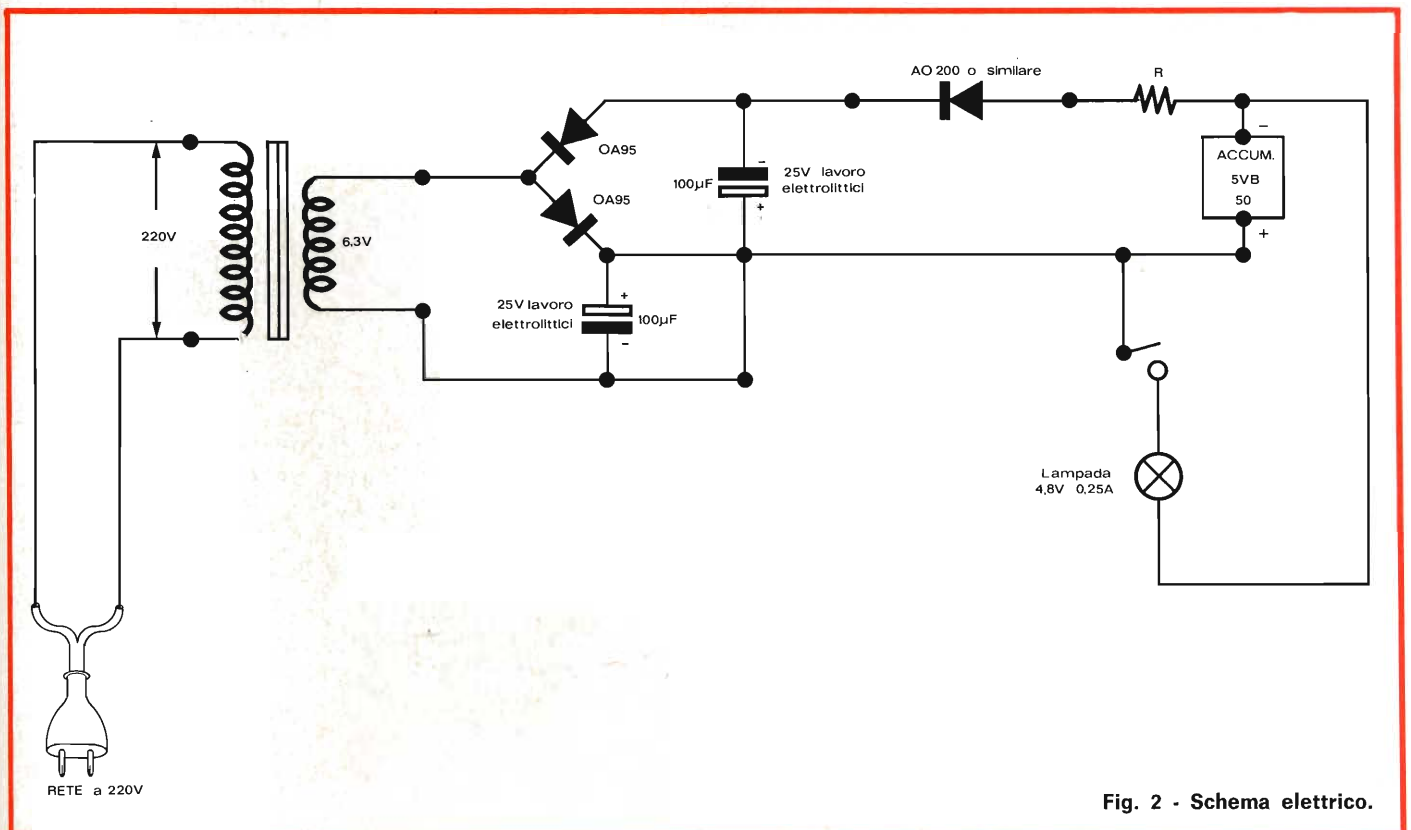 AO 200 o similare
R
OA95
−
25V lavoro
elettrolittici
100µF
+
−
ACCUM.
5VB
50
+
OA95
220V
6,3V
25V lavoro
elettrolittici
+
100µF
−
Lampada
4,8V 0,25A
RETE a 220V
Fig. 2 - Schema elettrico.